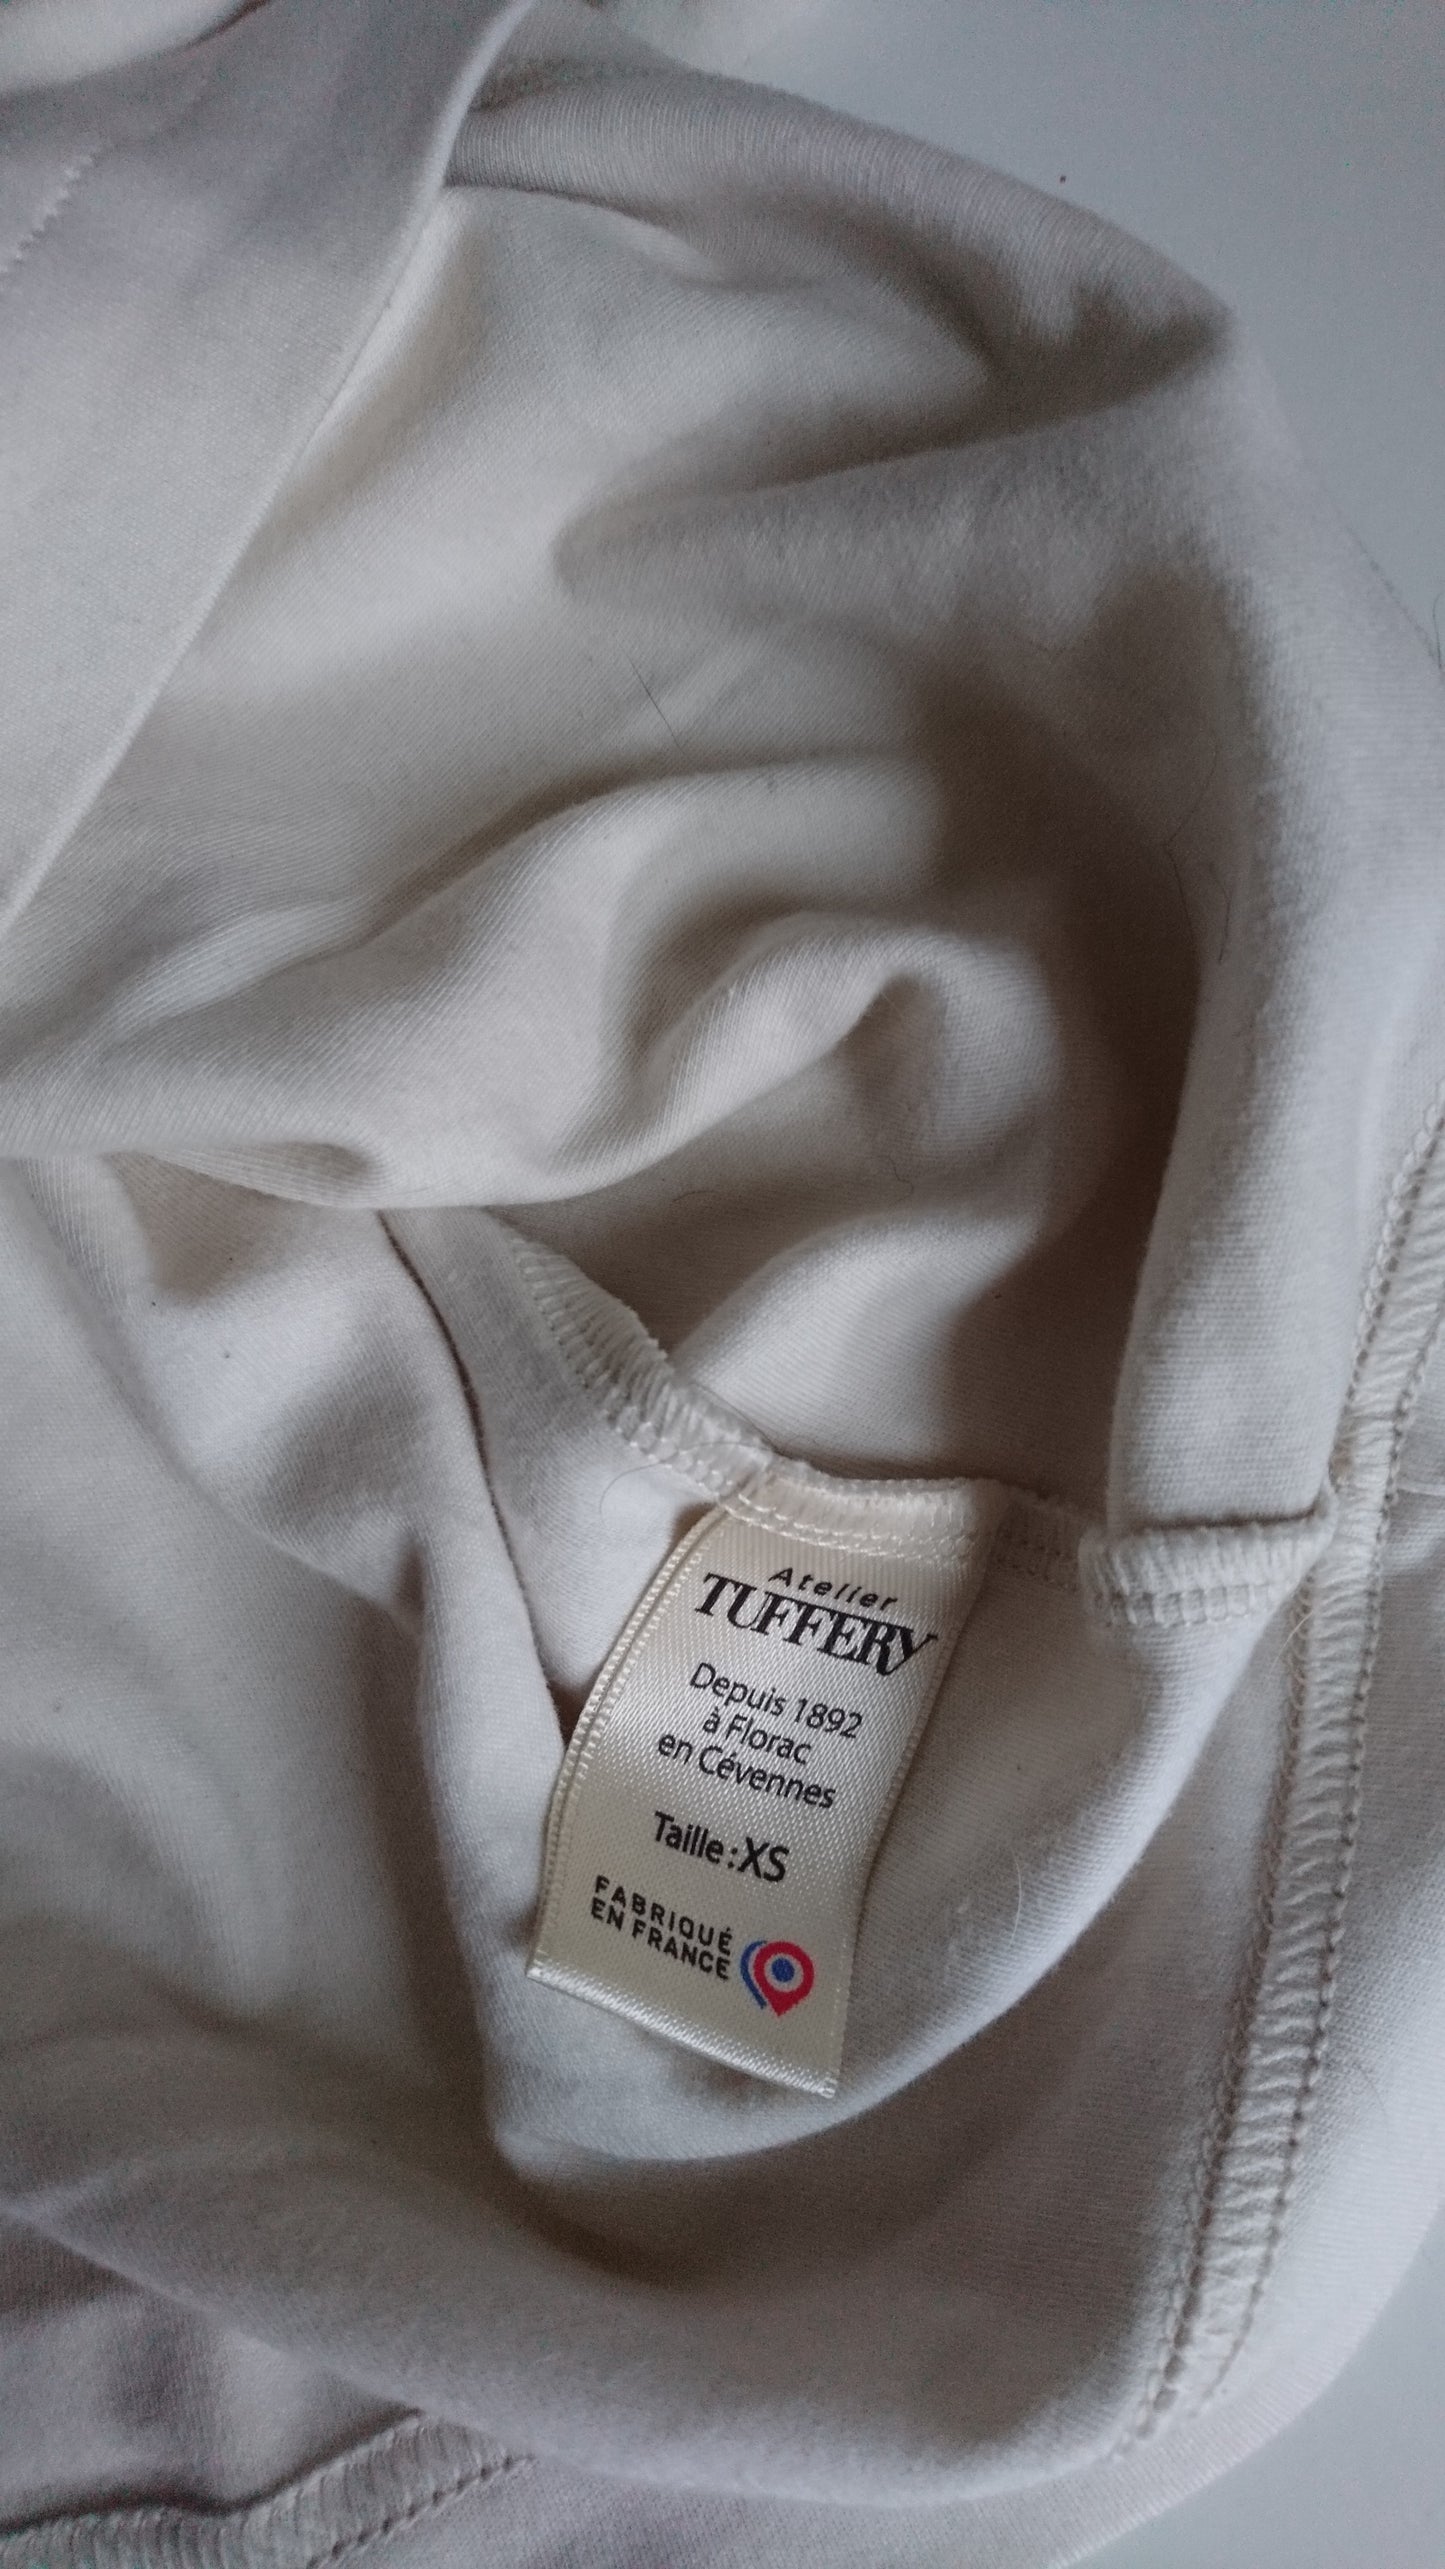 Atelier
TUFFERY
Depuis 1892
à Florac
en Cévennes
Taille : XS
FABRIQUÉ
EN FRANCE